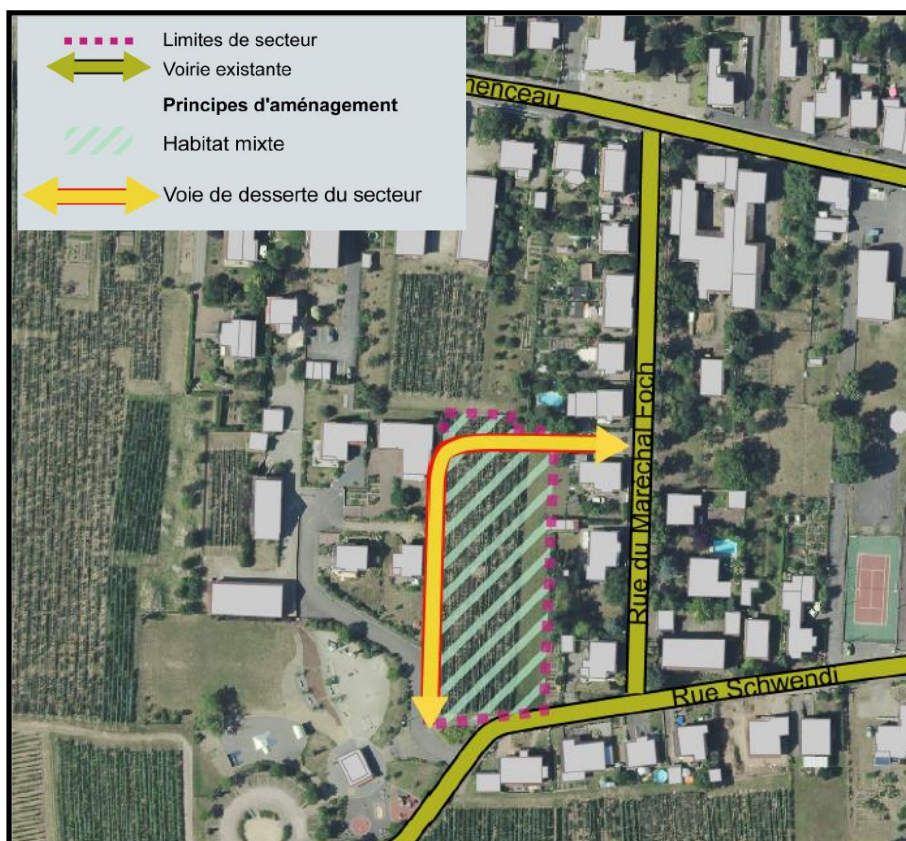 Limites de secteur
Voirie existante
Principes d'aménagement
Habitat mixte
Voie de desserte du secteur
menceau
Rue du Maréchal Foch
Rue Schwendi